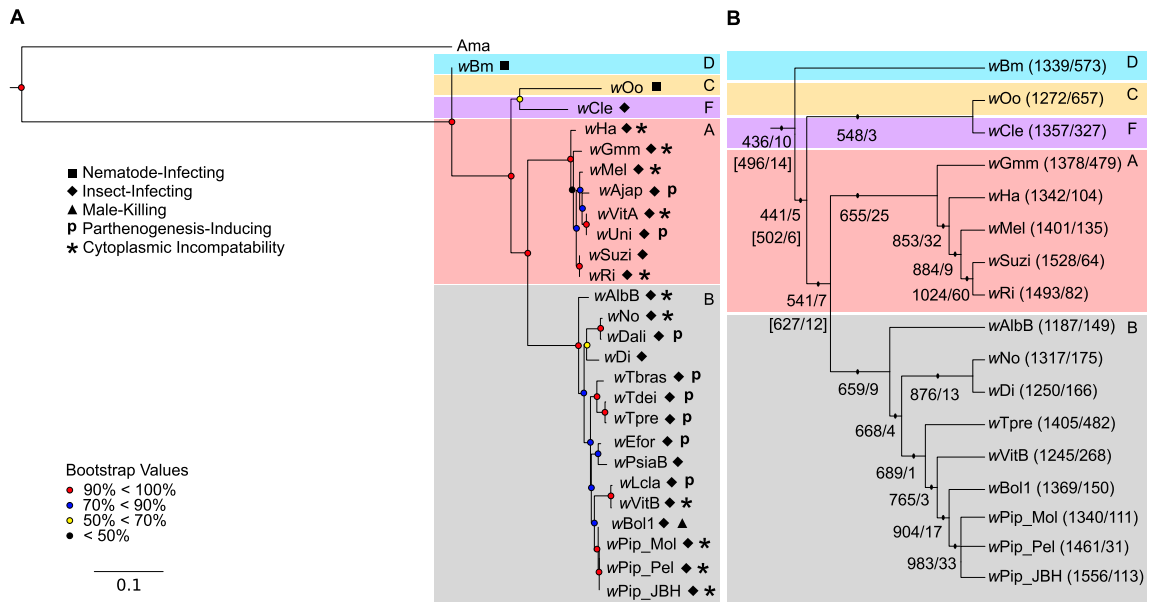 A
Ama
wBm ■ D
wOo ■ C
wCle ◆ F
A
wHa ◆ *
wGmm ◆ *
wMel ◆ *
wAjap ◆ p
wVitA ◆ *
wUni ◆ p
wSuzi ◆
wRi ◆ *
B
wAlbB ◆ *
wNo ◆ *
wDali ◆ p
wDi ◆
wTbras ◆ p
wTdei ◆ p
wTpre ◆ p
wEfor ◆ p
wPsiaB ◆
wLcla ◆ p
wVitB ◆ *
wBol1 ◆ ▲
wPip_Mol ◆ *
wPip_Pel ◆ *
wPip_JBH ◆ *
■ Nematode-Infecting
◆ Insect-Infecting
▲ Male-Killing
p Parthenogenesis-Inducing
* Cytoplasmic Incompatability
Bootstrap Values
90% < 100%
70% < 90%
50% < 70%
< 50%
0.1
B
wBm (1339/573) D
wOo (1272/657) C
wCle (1357/327) F
wGmm (1378/479) A
wHa (1342/104)
wMel (1401/135)
wSuzi (1528/64)
wRi (1493/82)
wAlbB (1187/149) B
wNo (1317/175)
wDi (1250/166)
wTpre (1405/482)
wVitB (1245/268)
wBol1 (1369/150)
wPip_Mol (1340/111)
wPip_Pel (1461/31)
wPip_JBH (1556/113)
436/10
[496/14]
548/3
441/5
[502/6]
655/25
853/32
884/9
1024/60
541/7
[627/12]
659/9
876/13
668/4
689/1
765/3
904/17
983/33